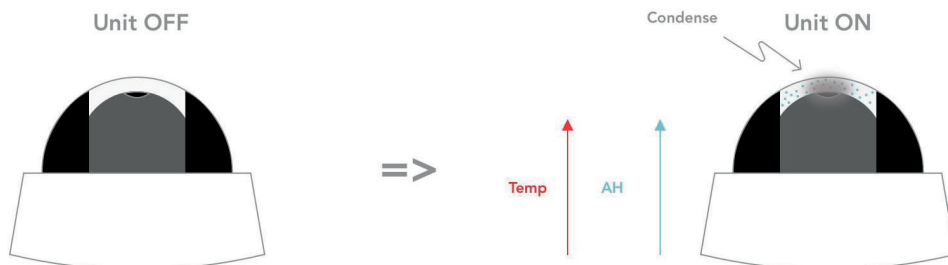 Unit OFF
Condense
Unit ON
=>
Temp
AH